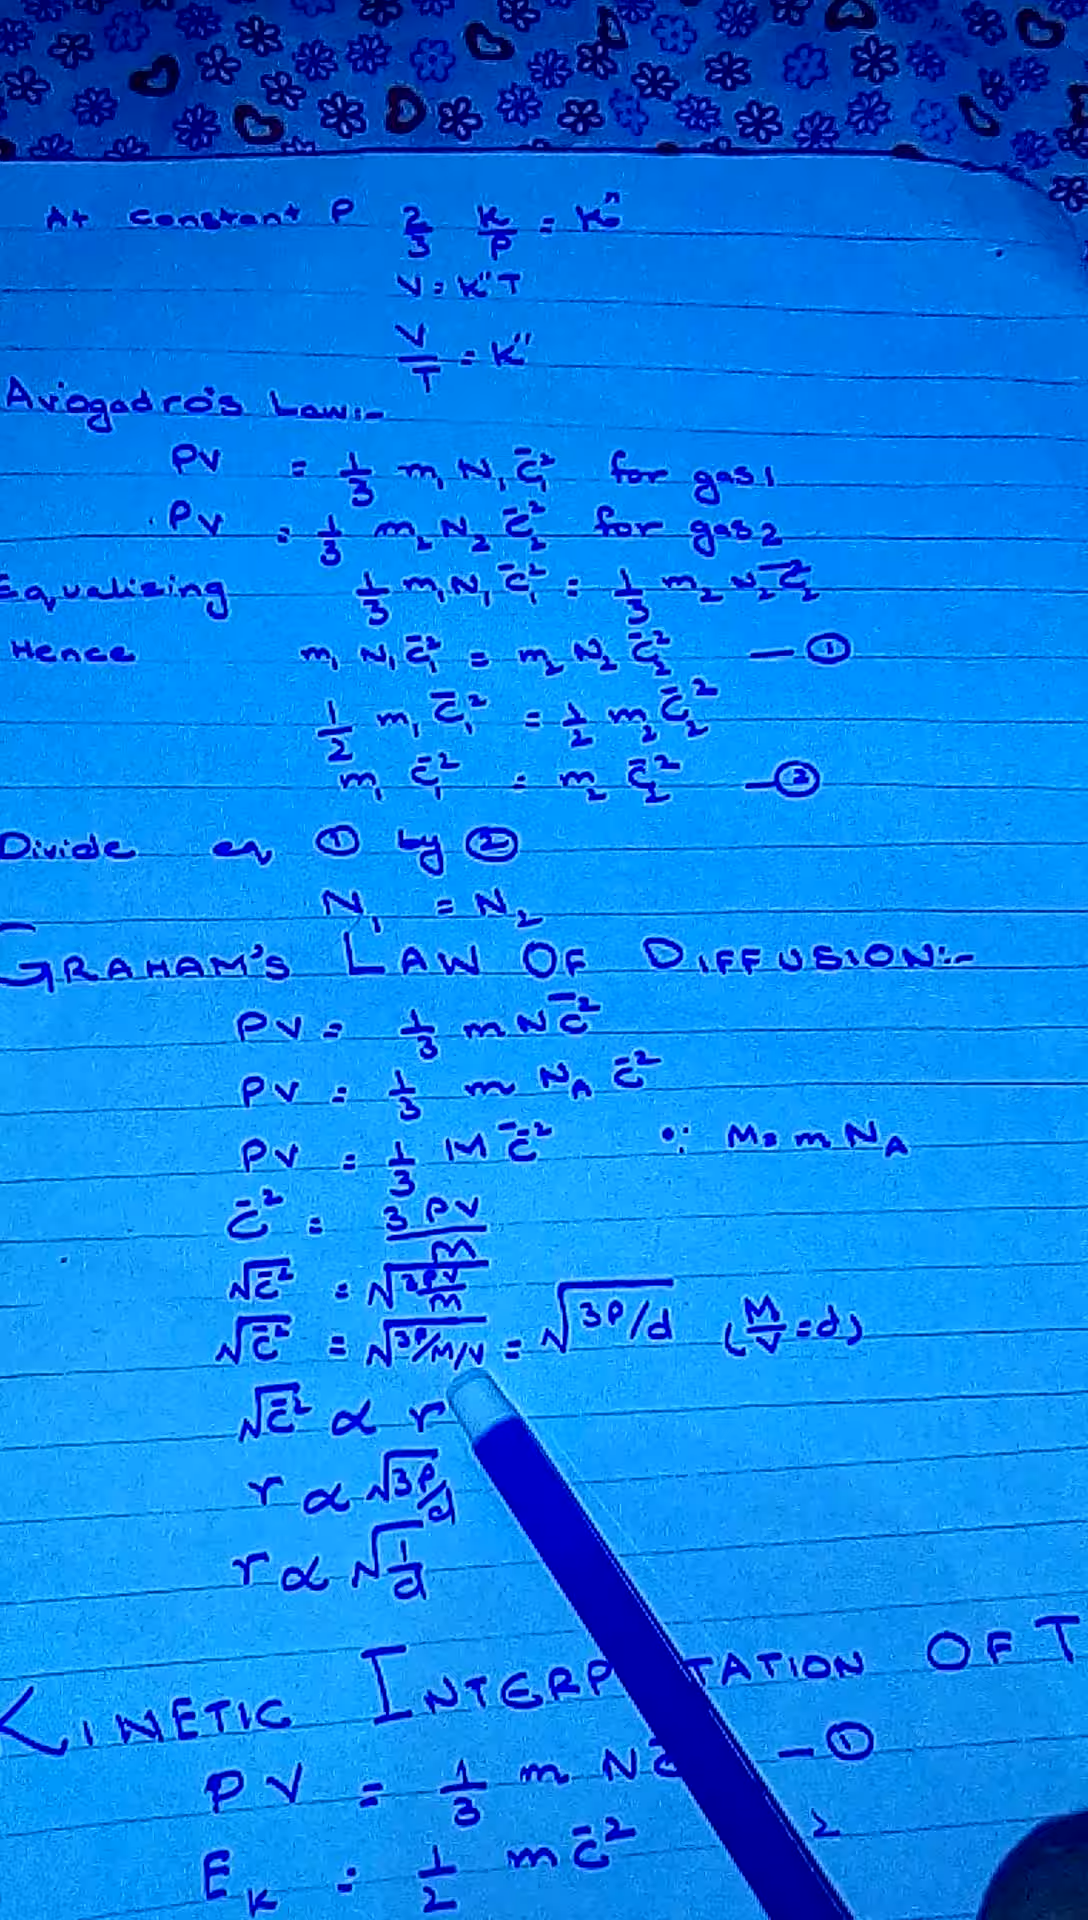 At constant P 2/3 K/P = K"
V = K"T
V/T = K"
Avogadro's Law:-
PV = 1/3 m₁ N₁ c̄₁² for gas 1
PV = 1/3 m₂ N₂ c̄₂² for gas 2
Equalizing 1/3 m₁ N₁ c̄₁² = 1/3 m₂ N₂ c̄₂²
Hence m₁ N₁ c̄₁² = m₂ N₂ c̄₂² — ①
1/2 m₁ c̄₁² = 1/2 m₂ c̄₂²
m₁ c̄₁² = m₂ c̄₂² — ②
Divide eq ① by ②
N₁ = N₂
GRAHAM'S LAW OF DIFFUSION:-
PV = 1/3 m N c̄²
PV = 1/3 m N_A c̄²
PV = 1/3 M c̄² ∵ M = m N_A
c̄² = 3PV/M
√c̄² = √3PV/M
√c̄² = √3P/M/V = √3P/d (M/V = d)
√c̄² ∝ r
r ∝ √3P/d
r ∝ √1/d
KINETIC INTERP TATION OF T
PV = 1/3 m N c̄ — ①
E_K = 1/2 m c̄² 2